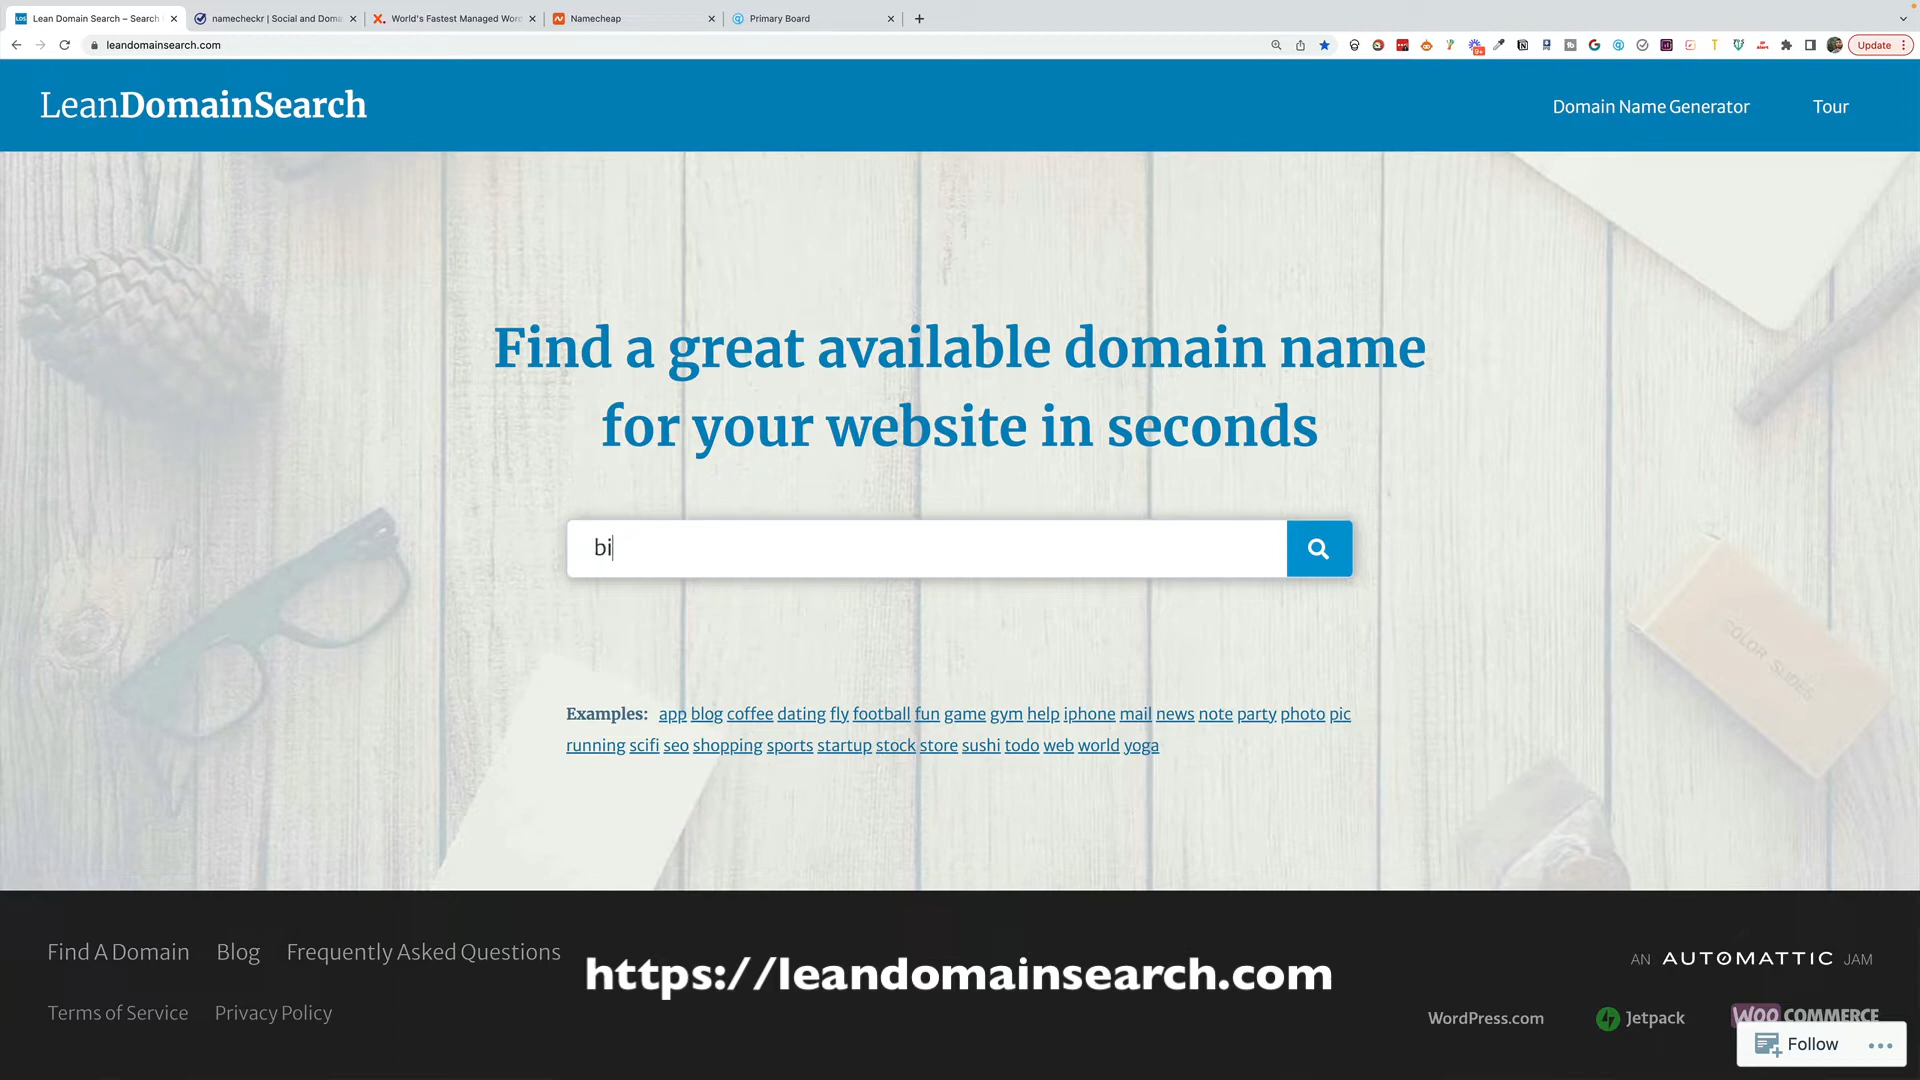 Lean Domain Search – Search
namecheckr | Social and Doma
World's Fastest Managed Word
Namecheap
Primary Board
leandomainsearch.com
Update
LeanDomainSearch
Domain Name Generator
Tour
Find a great available domain name
for your website in seconds
bi
Examples: app blog coffee dating fly football fun game gym help iphone mail news note party photo pic
running scifi seo shopping sports startup stock store sushi todo web world yoga
COLOR SLIDES
Find A Domain Blog Frequently Asked Questions
https://leandomainsearch.com
AN AUTOMATTIC JAM
Terms of Service Privacy Policy
WordPress.com
Jetpack
WOO COMMERCE
Follow